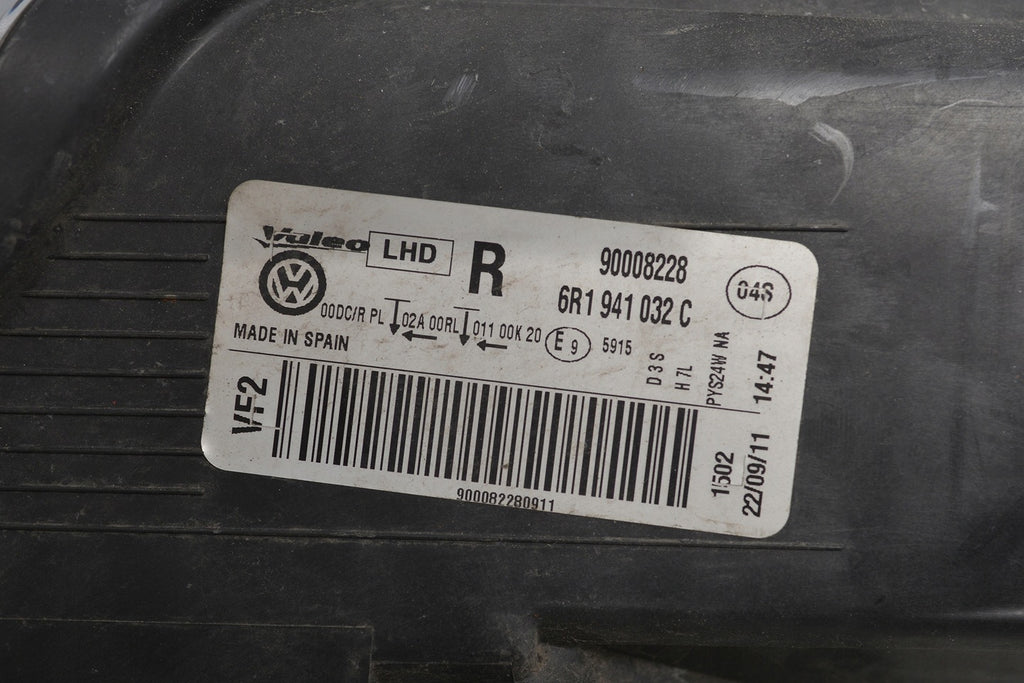 Valeo LHD R 90008228
6R1 941 032 C 04S
00DC/R PL 02A 00RL 011 00K 20 E 9 5915
MADE IN SPAIN
D3S
H7L
PYS24W NA
VF2
900082280911
1502
22/09/11 14:47